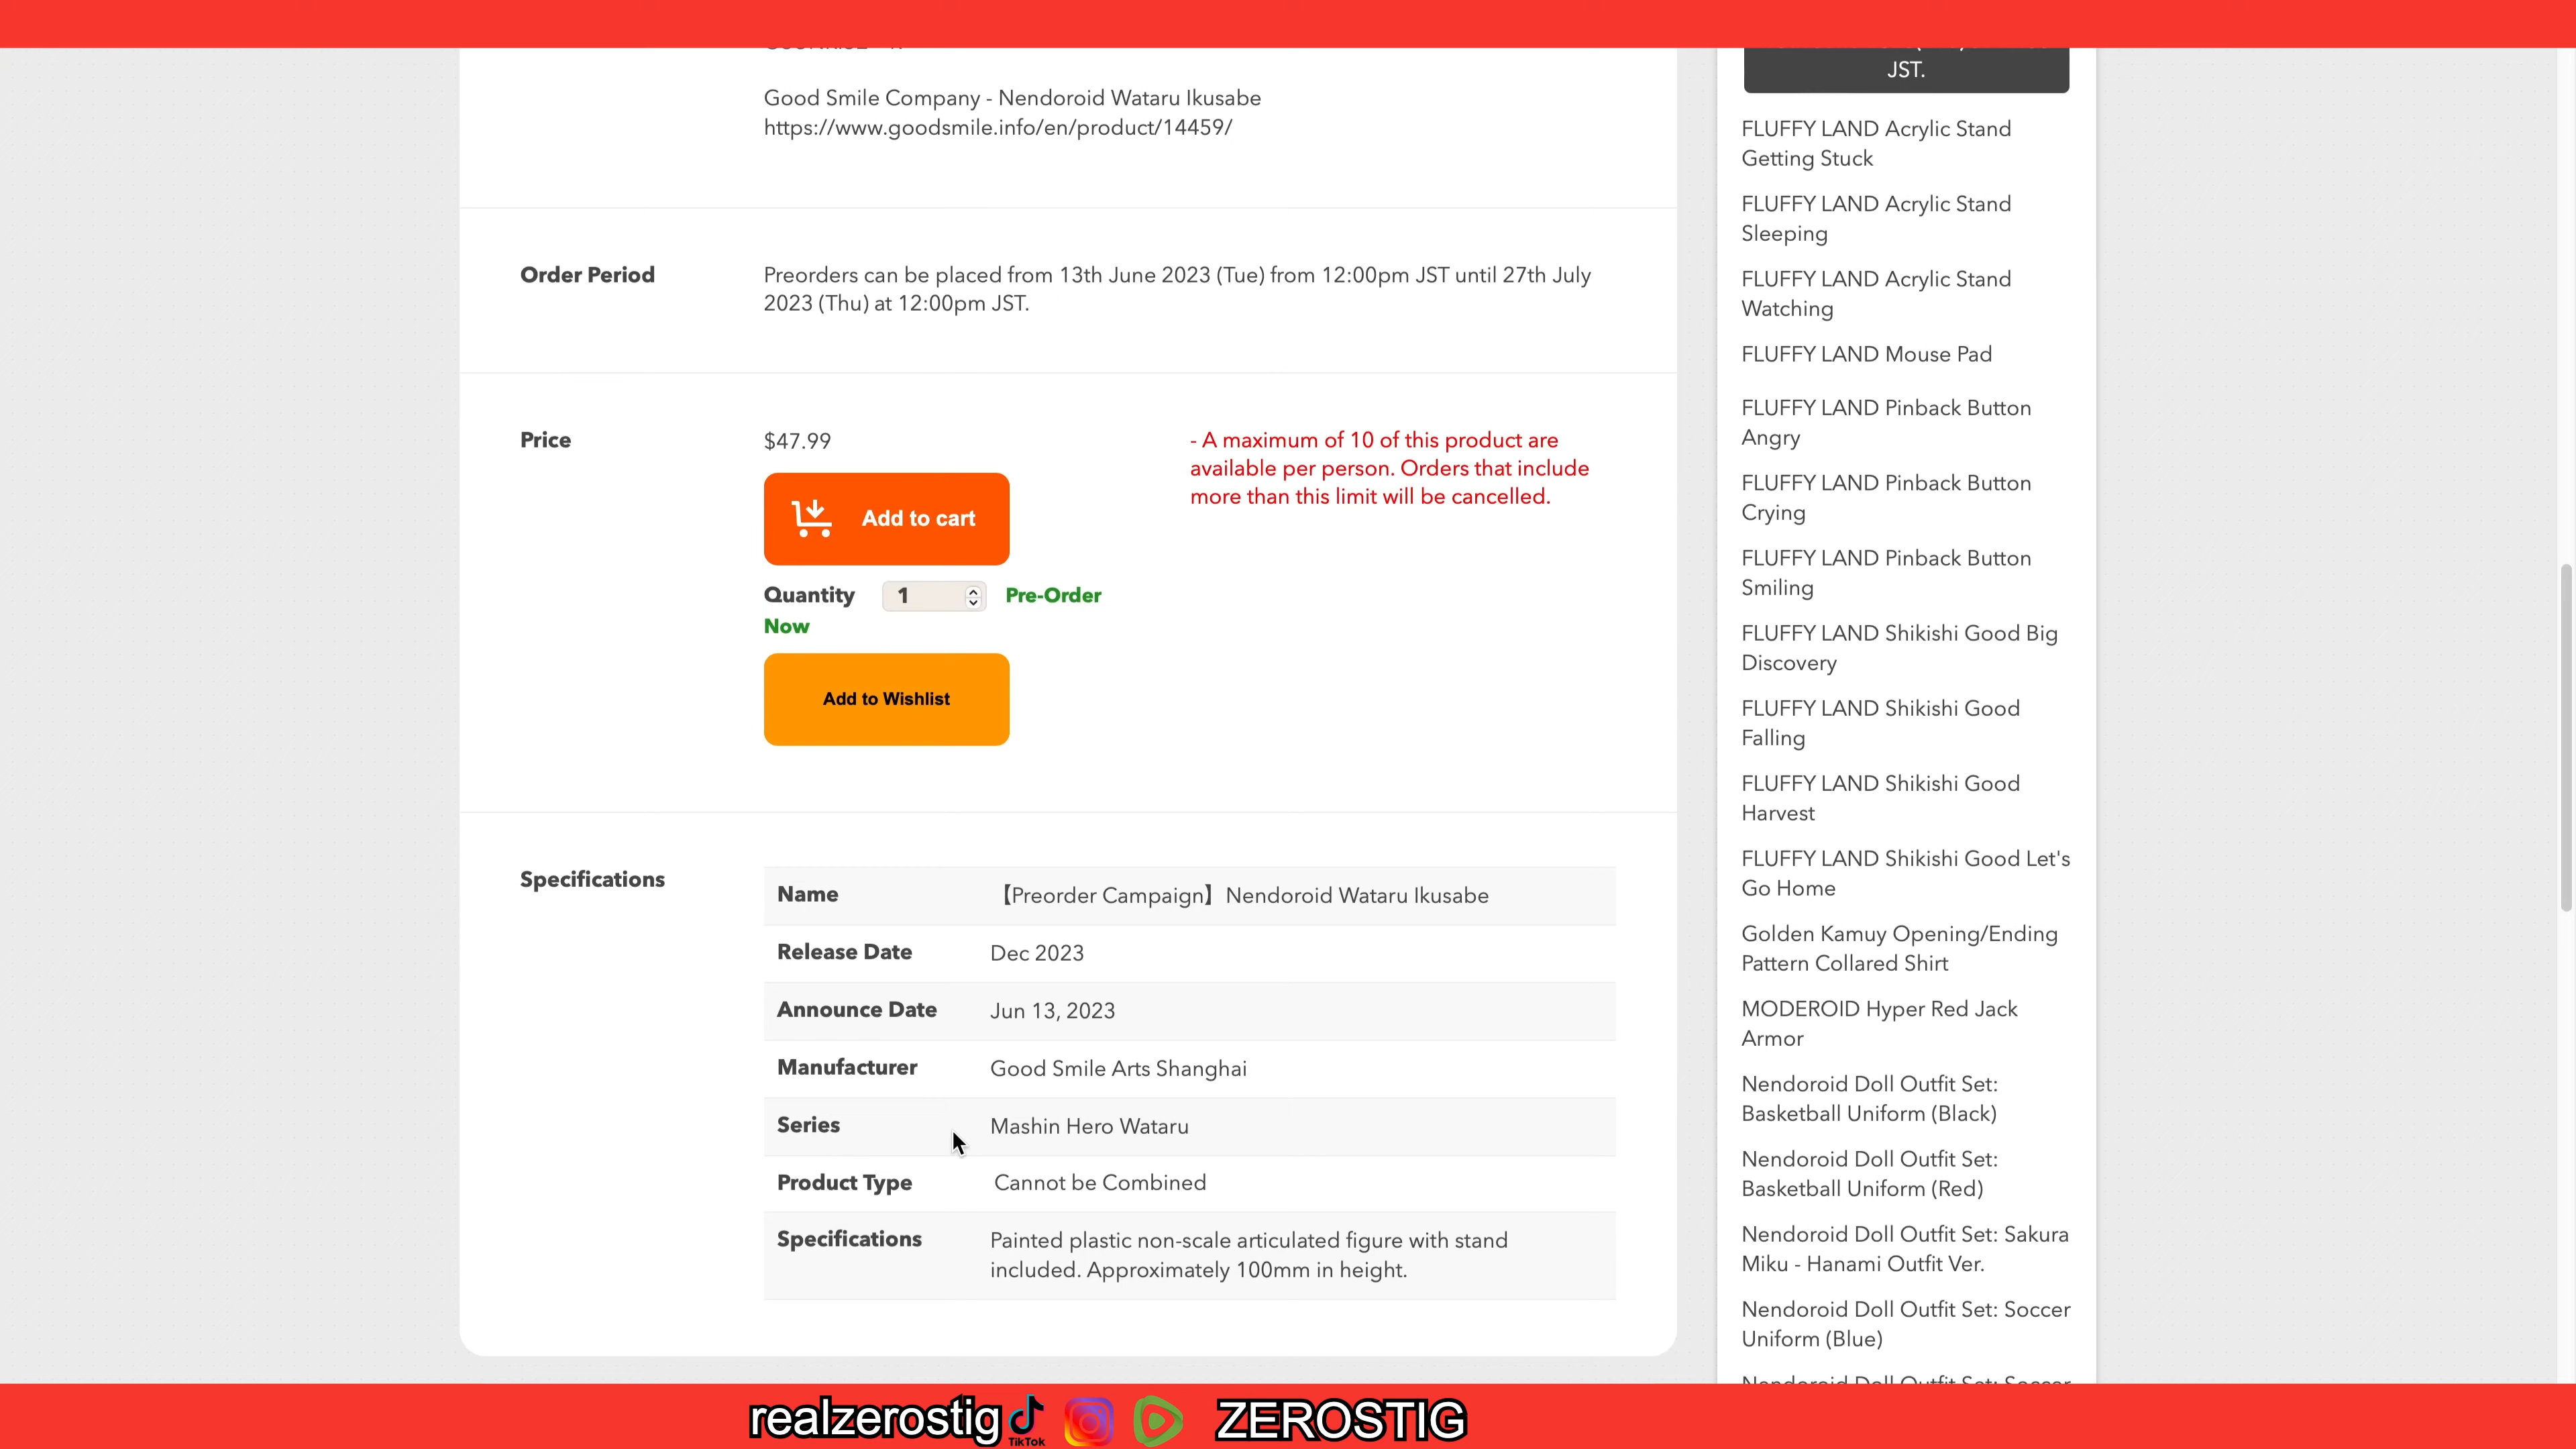 Good Smile Company - Nendoroid Wataru Ikusabe
https://www.goodsmile.info/en/product/14459/
Order Period
Preorders can be placed from 13th June 2023 (Tue) from 12:00pm JST until 27th July
2023 (Thu) at 12:00pm JST.
Price
$47.99
Add to cart
Quantity 1 Pre-Order
Now
Add to Wishlist
- A maximum of 10 of this product are
available per person. Orders that include
more than this limit will be cancelled.
Specifications
Name 【Preorder Campaign】Nendoroid Wataru Ikusabe
Release Date Dec 2023
Announce Date Jun 13, 2023
Manufacturer Good Smile Arts Shanghai
Series Mashin Hero Wataru
Product Type Cannot be Combined
Specifications Painted plastic non-scale articulated figure with stand
included. Approximately 100mm in height.
JST.
FLUFFY LAND Acrylic Stand
Getting Stuck
FLUFFY LAND Acrylic Stand
Sleeping
FLUFFY LAND Acrylic Stand
Watching
FLUFFY LAND Mouse Pad
FLUFFY LAND Pinback Button
Angry
FLUFFY LAND Pinback Button
Crying
FLUFFY LAND Pinback Button
Smiling
FLUFFY LAND Shikishi Good Big
Discovery
FLUFFY LAND Shikishi Good
Falling
FLUFFY LAND Shikishi Good
Harvest
FLUFFY LAND Shikishi Good Let's
Go Home
Golden Kamuy Opening/Ending
Pattern Collared Shirt
MODEROID Hyper Red Jack
Armor
Nendoroid Doll Outfit Set:
Basketball Uniform (Black)
Nendoroid Doll Outfit Set:
Basketball Uniform (Red)
Nendoroid Doll Outfit Set: Sakura
Miku - Hanami Outfit Ver.
Nendoroid Doll Outfit Set: Soccer
Uniform (Blue)
Nendoroid Doll Outfit Set: Soccer
realzerostig TikTok ZEROSTIG